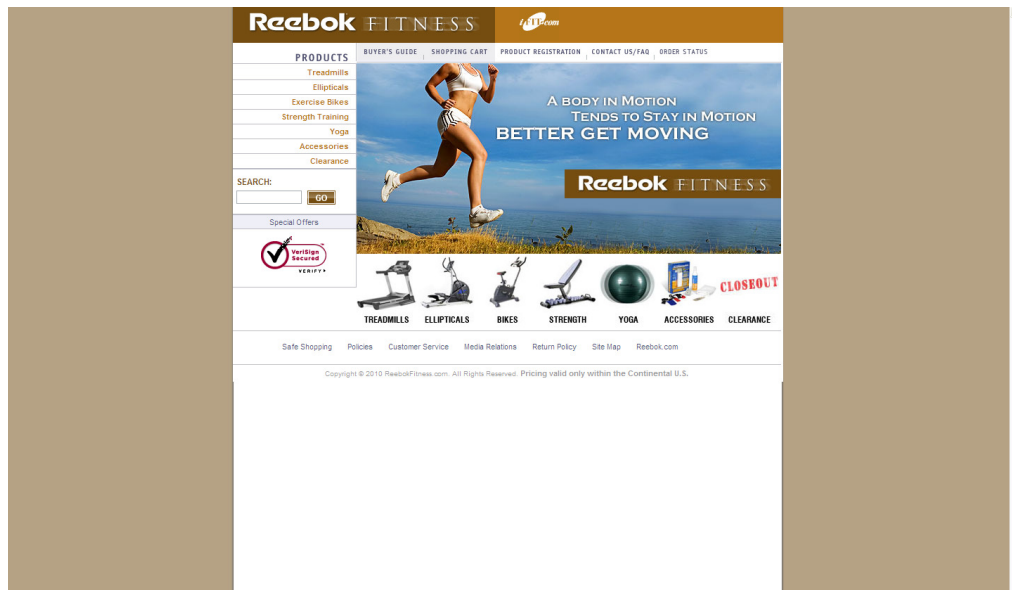 Reebok FITNESS
iFIT.com
PRODUCTS
BUYER'S GUIDE
SHOPPING CART
PRODUCT REGISTRATION
CONTACT US/FAQ
ORDER STATUS
Treadmills
Ellipticals
Exercise Bikes
Strength Training
Yoga
Accessories
Clearance
SEARCH:
GO
Special Offers
VeriSign
Secured
VERIFY
A BODY IN MOTION
TENDS TO STAY IN MOTION
BETTER GET MOVING
Reebok FITNESS
CLOSEOUT
TREADMILLS
ELLIPTICALS
BIKES
STRENGTH
YOGA
ACCESSORIES
CLEARANCE
Safe Shopping
Policies
Customer Service
Media Relations
Return Policy
Site Map
Reebok.com
Copyright © 2010 ReebokFitness.com. All Rights Reserved. Pricing valid only within the Continental U.S.